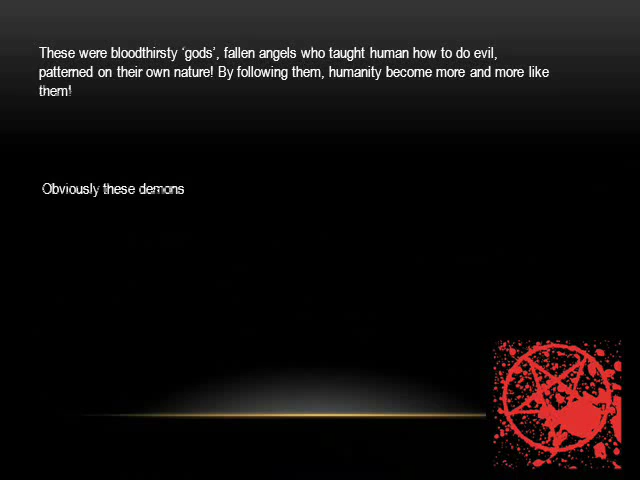 These were bloodthirsty ‘gods’, fallen angels who taught human how to do evil,
patterned on their own nature! By following them, humanity become more and more like
them!
Obviously these demons